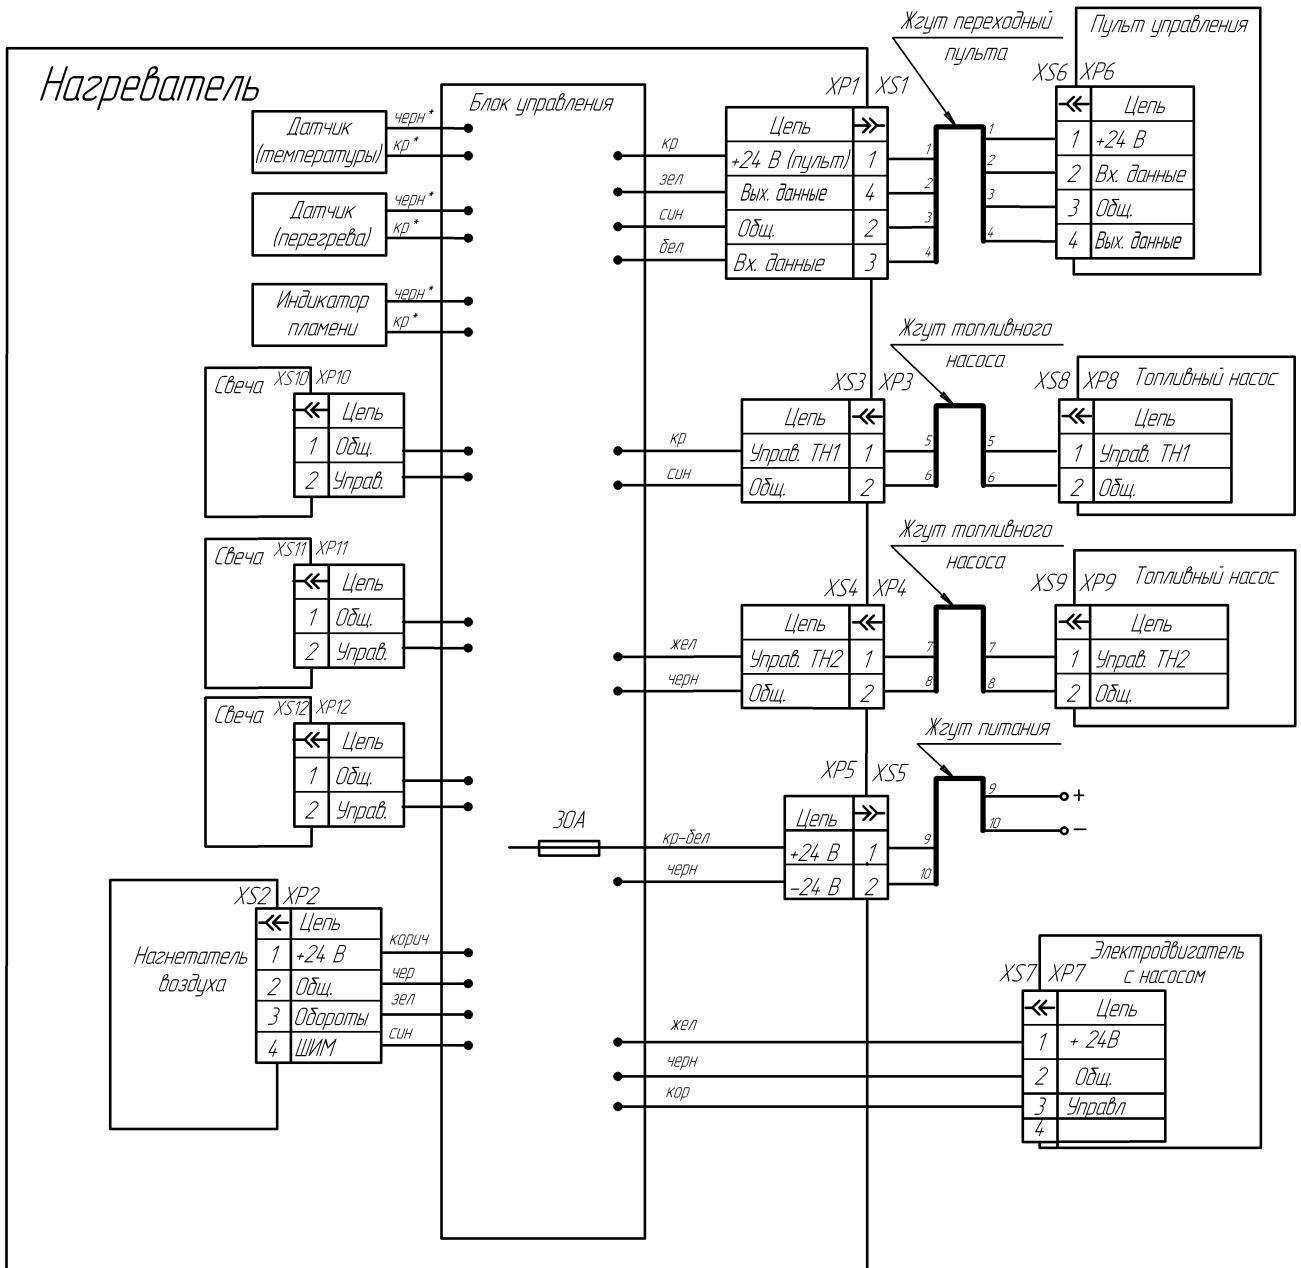 Нагреватель
Блок управления
Датчик
(температуры)
черн*
кр*
Датчик
(перегрева)
черн*
кр*
Индикатор
пламени
черн*
кр*
Свеча
XS10 XP10
Цепь
1 Общ.
2 Управ.
Свеча
XS11 XP11
Цепь
1 Общ.
2 Управ.
Свеча
XS12 XP12
Цепь
1 Общ.
2 Управ.
Нагнетатель
воздуха
XS2 XP2
Цепь
1 +24 В
2 Общ.
3 Обороты
4 ШИМ
корич
чер
зел
син
кр
зел
син
бел
XP1 XS1
Цепь
+24 В (пульт) 1
Вых. данные 4
Общ. 2
Вх. данные 3
1
2
3
4
Жгут переходный
пульта
1
2
3
4
Пульт управления
XS6 XP6
Цепь
1 +24 В
2 Вх. данные
3 Общ.
4 Вых. данные
кр
син
XS3 XP3
Цепь
Управ. ТН1 1
Общ. 2
5
6
Жгут топливного
насоса
5
6
XS8 XP8
Топливный насос
Цепь
1 Управ. ТН1
2 Общ.
жел
черн
XS4 XP4
Цепь
Управ. ТН2 1
Общ. 2
7
8
Жгут топливного
насоса
7
8
XS9 XP9
Топливный насос
Цепь
1 Управ. ТН2
2 Общ.
30А
кр-бел
черн
XP5 XS5
Цепь
+24 В 1
-24 В 2
9
10
Жгут питания
9
10
+
−
жел
черн
кор
XS7 XP7
Электродвигатель
с насосом
Цепь
1 + 24В
2 Общ.
3 Управл
4